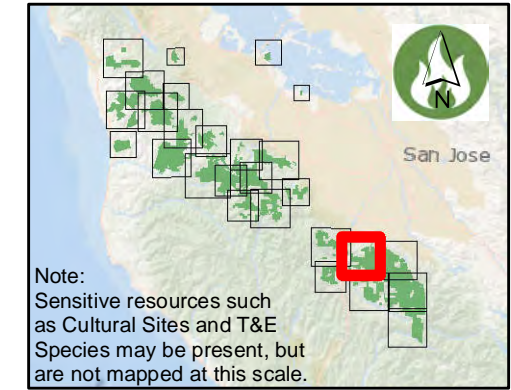 N
San Jose
Note:
Sensitive resources such
as Cultural Sites and T&E
Species may be present, but
are not mapped at this scale.